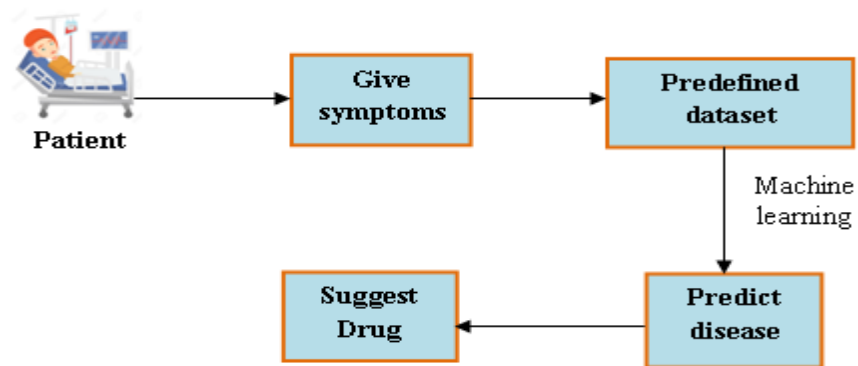 Patient
Give
symptoms
Predefined
dataset
Machine
learning
Predict
disease
Suggest
Drug